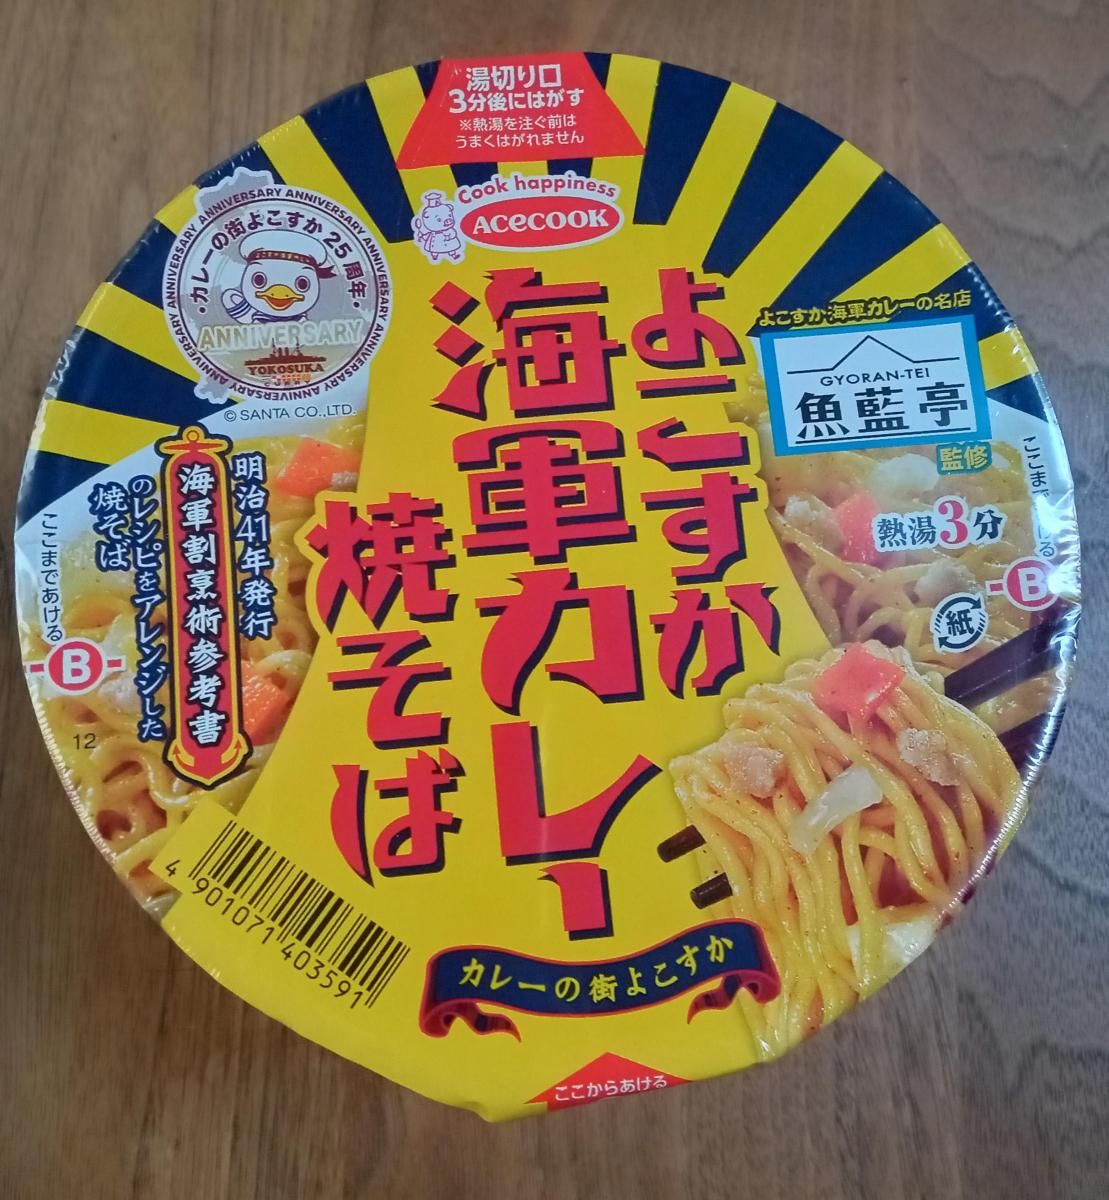 湯切り口
3分後にはがす
※熱湯を注ぐ前は
うまくはがれません
Cook happiness
ACECOOK
ANNIVERSARY ANNIVERSARY ANNIVERSARY ANNIVERSARY
・カレーの街よこすか 25周年・
ANNIVERSARY
YOKOSUKA
© SANTA CO.,LTD.
よこすか
海軍カレー
焼そば
よこすか海軍カレーの名店
GYORAN-TEI
魚藍亭
監修
熱湯3分
紙
B
明治41年発行
海軍割烹術参考書
のレシピをアレンジした
焼そば
ここまであける
B
12
4 901071 403591
カレーの街よこすか
ここからあける